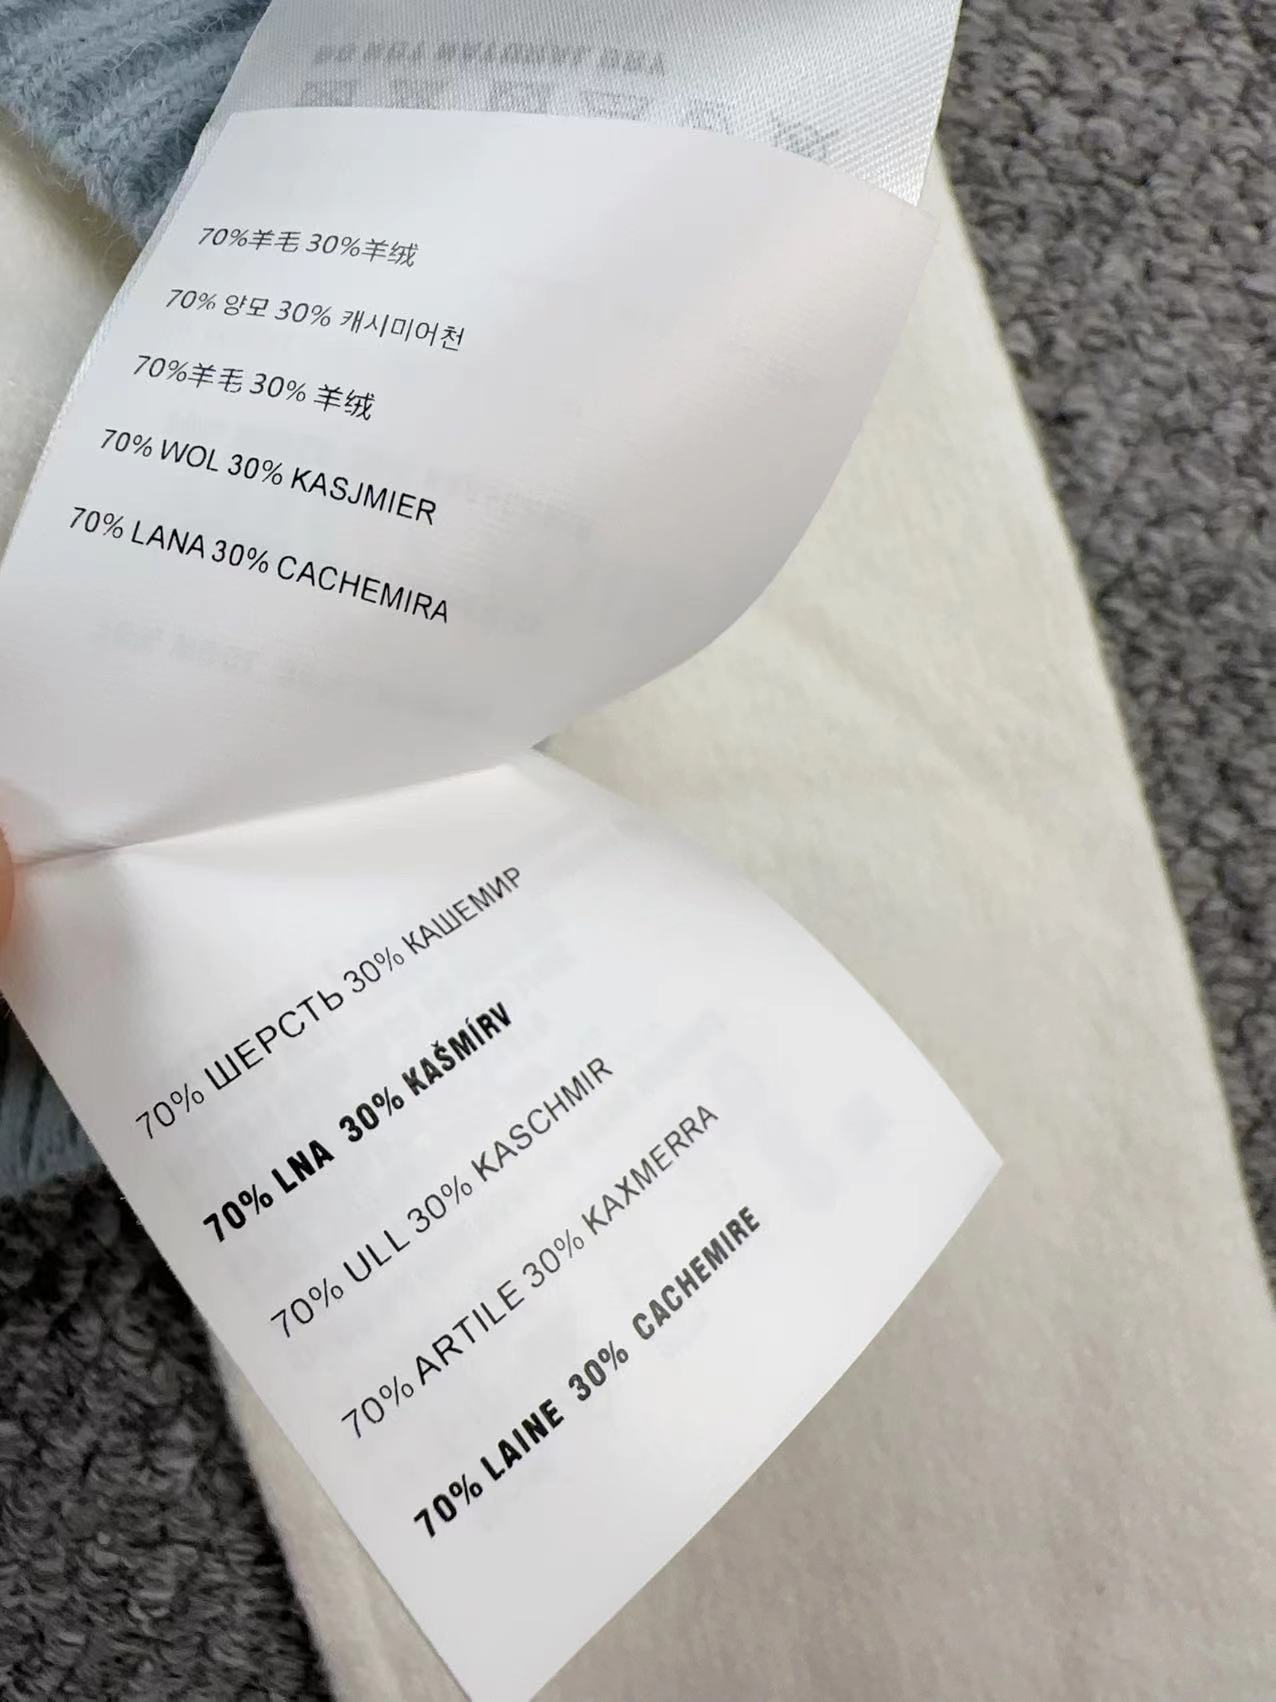 70%羊毛 30%羊绒
70% 양모 30% 캐시미어천
70%羊毛 30% 羊绒
70% WOL 30% KASJMIER
70% LANA 30% CACHEMIRA
70% ШЕРСТЬ 30% КАШЕМИР
70% LNA 30% KAŠMÍRV
70% ULL 30% KASCHMIR
70% ARTILE 30% KAXMERRA
70% LAINE 30% CACHEMIRE